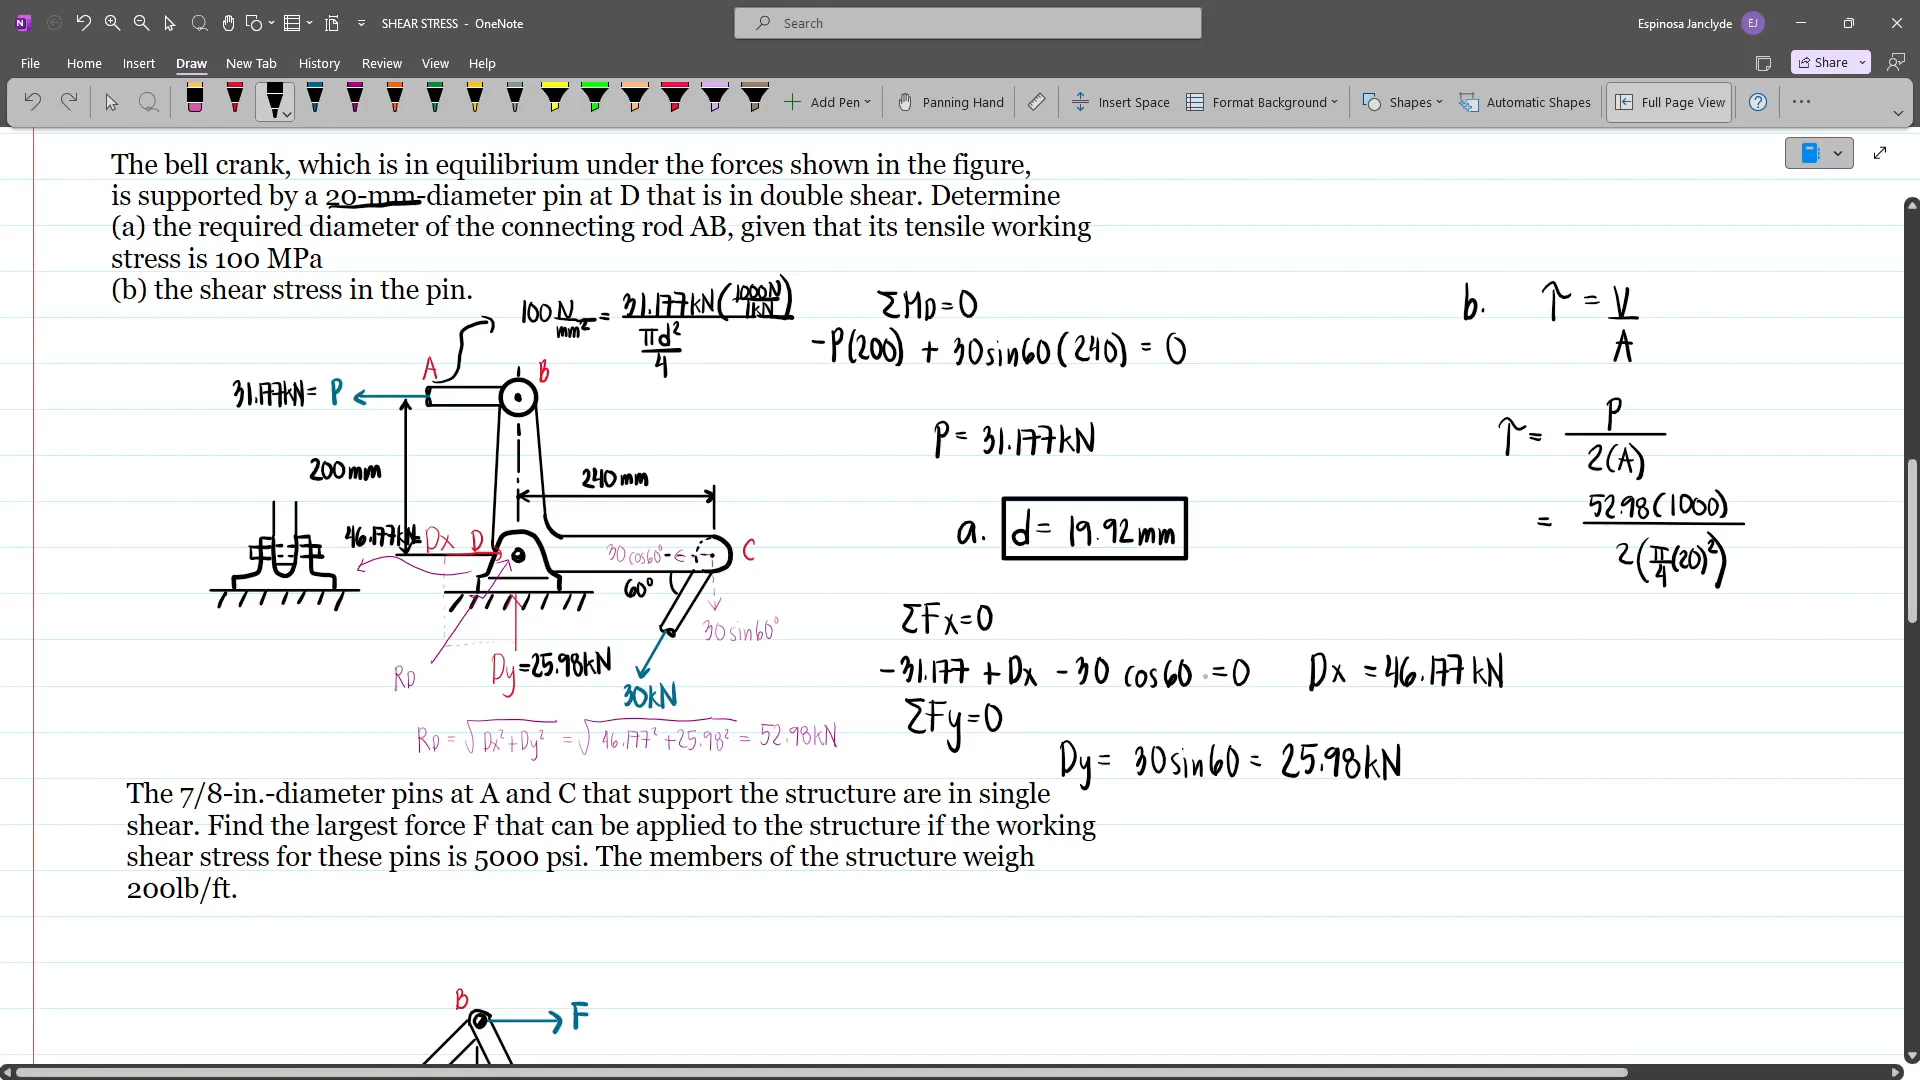 SHEAR STRESS - OneNote
Search
Espinosa Janclyde EJ
File Home Insert Draw New Tab History Review View Help
Share
Add Pen
Panning Hand
Insert Space
Format Background
Shapes
Automatic Shapes
Full Page View
The bell crank, which is in equilibrium under the forces shown in the figure,
is supported by a 20-mm-diameter pin at D that is in double shear. Determine
(a) the required diameter of the connecting rod AB, given that its tensile working
stress is 100 MPa
(b) the shear stress in the pin.
100 N/mm² = 31.177kN(1000N/1kN) / (πd²/4)
ΣMD=0
-P(200) + 30sin60(240) = 0
A
B
31.177kN= P
200mm
240mm
P= 31.177kN
a. d= 19.92mm
46.177kN= Dx D
30cos60°
C
60°
30sin60°
RD
Dy=25.98kN
30kN
RD = √Dx²+Dy² = √46.177²+25.98² = 52.98kN
ΣFx=0
-31.177 +Dx -30 cos60 =0 Dx =46.177kN
ΣFy=0
Dy= 30sin60= 25.98kN
b. τ = V/A
τ= P/2(A)
= 52.98(1000) / 2(π/4(20)²)
The 7/8-in.-diameter pins at A and C that support the structure are in single
shear. Find the largest force F that can be applied to the structure if the working
shear stress for these pins is 5000 psi. The members of the structure weigh
200lb/ft.
B
F